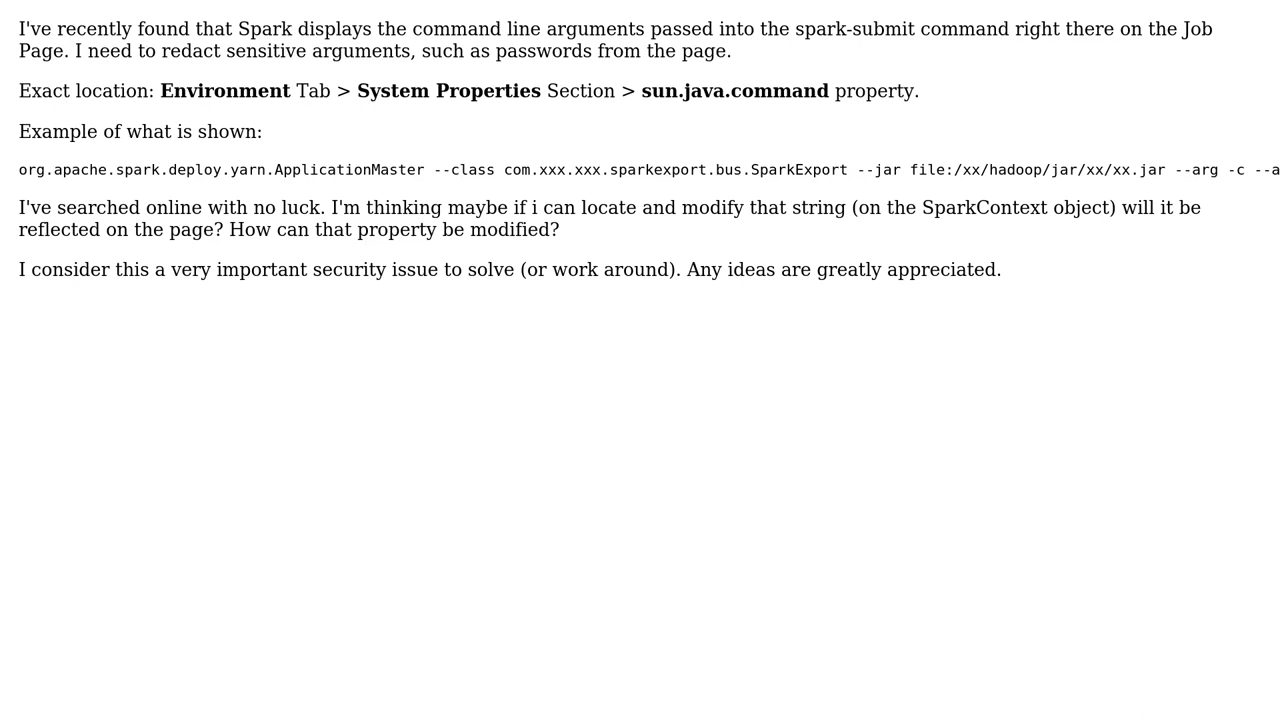 I've recently found that Spark displays the command line arguments passed into the spark-submit command right there on the Job
Page. I need to redact sensitive arguments, such as passwords from the page.
Exact location: Environment Tab > System Properties Section > sun.java.command property.
Example of what is shown:
org.apache.spark.deploy.yarn.ApplicationMaster --class com.xxx.xxx.sparkexport.bus.SparkExport --jar file:/xx/hadoop/jar/xx/xx.jar --arg -c --a
I've searched online with no luck. I'm thinking maybe if i can locate and modify that string (on the SparkContext object) will it be
reflected on the page? How can that property be modified?
I consider this a very important security issue to solve (or work around). Any ideas are greatly appreciated.